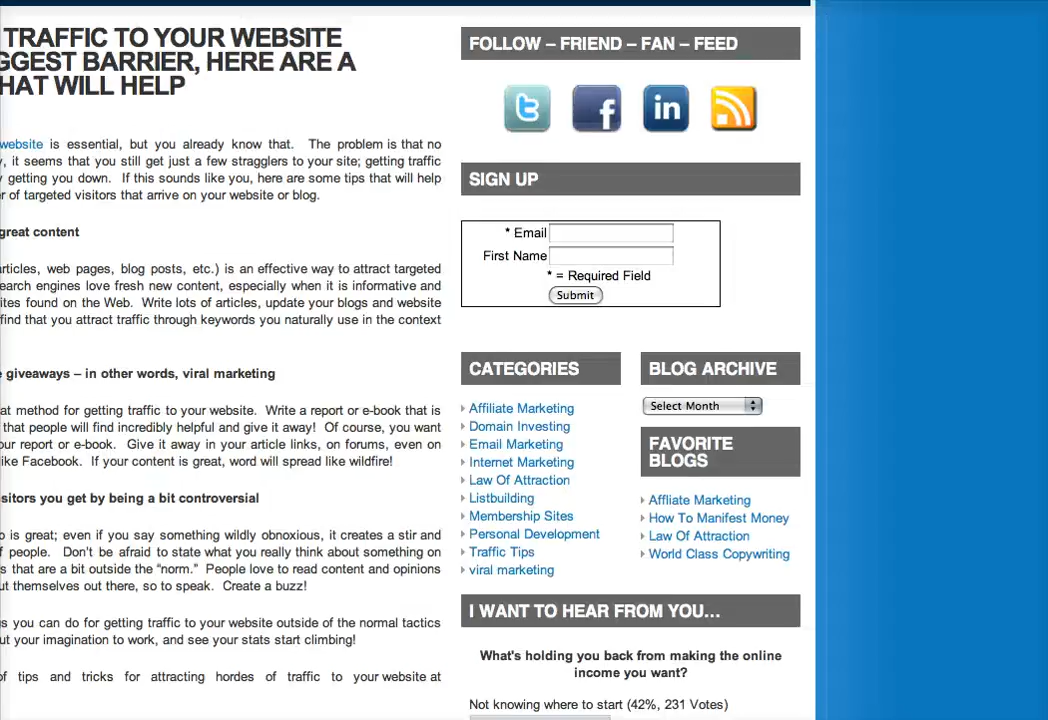 TRAFFIC TO YOUR WEBSITE
GGEST BARRIER, HERE ARE A
HAT WILL HELP
website is essential, but you already know that. The problem is that no
, it seems that you still get just a few stragglers to your site; getting traffic
getting you down. If this sounds like you, here are some tips that will help
r of targeted visitors that arrive on your website or blog.
great content
articles, web pages, blog posts, etc.) is an effective way to attract targeted
earch engines love fresh new content, especially when it is informative and
ites found on the Web. Write lots of articles, update your blogs and website
find that you attract traffic through keywords you naturally use in the context
e giveaways – in other words, viral marketing
at method for getting traffic to your website. Write a report or e-book that is
that people will find incredibly helpful and give it away! Of course, you want
our report or e-book. Give it away in your article links, on forums, even on
ike Facebook. If your content is great, word will spread like wildfire!
sitors you get by being a bit controversial
o is great; even if you say something wildly obnoxious, it creates a stir and
f people. Don't be afraid to state what you really think about something on
s that are a bit outside the “norm.” People love to read content and opinions
ut themselves out there, so to speak. Create a buzz!
s you can do for getting traffic to your website outside of the normal tactics
ut your imagination to work, and see your stats start climbing!
of tips and tricks for attracting hordes of traffic to your website at
FOLLOW – FRIEND – FAN – FEED
SIGN UP
* Email
First Name
* = Required Field
Submit
CATEGORIES
Affiliate Marketing
Domain Investing
Email Marketing
Internet Marketing
Law Of Attraction
Listbuilding
Membership Sites
Personal Development
Traffic Tips
viral marketing
BLOG ARCHIVE
Select Month
FAVORITE
BLOGS
Affliate Marketing
How To Manifest Money
Law Of Attraction
World Class Copywriting
I WANT TO HEAR FROM YOU…
What's holding you back from making the online
income you want?
Not knowing where to start (42%, 231 Votes)